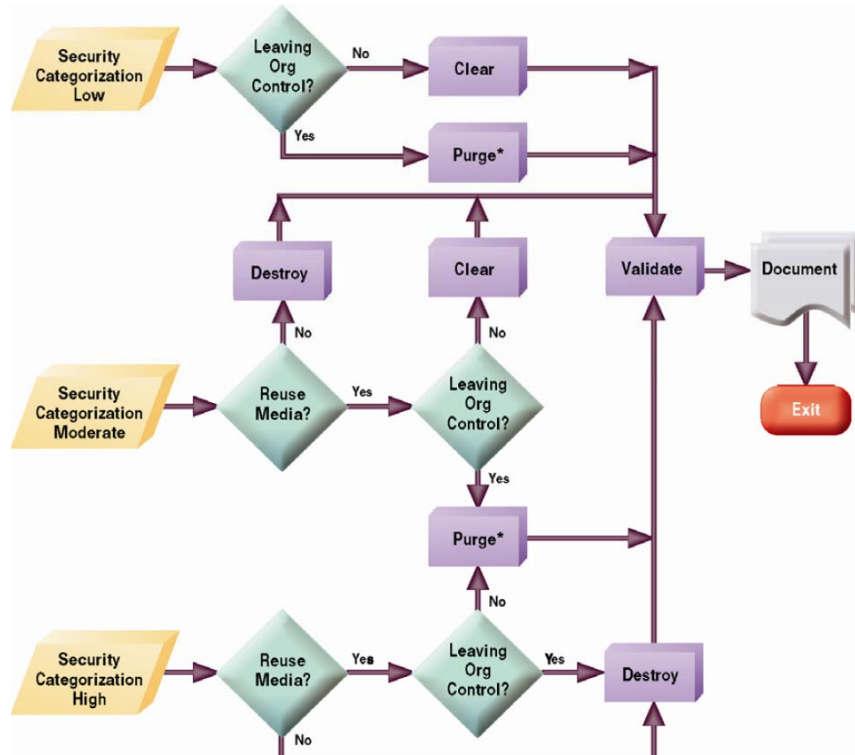 Security
Categorization
Low
Leaving
Org
Control?
No
Clear
Yes
Purge*
Destroy
Clear
Validate
Document
No
No
Security
Categorization
Moderate
Reuse
Media?
Yes
Leaving
Org
Control?
Exit
Yes
Purge*
No
Security
Categorization
High
Reuse
Media?
Yes
Leaving
Org
Control?
Yes
Destroy
No